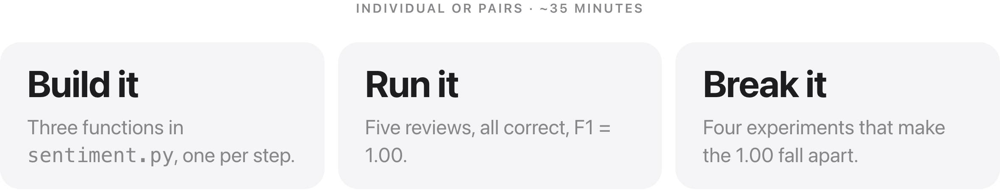 INDIVIDUAL OR PAIRS · ~35 MINUTES
Build it
Three functions in
sentiment.py, one per step.
Run it
Five reviews, all correct, F1 =
1.00.
Break it
Four experiments that make
the 1.00 fall apart.